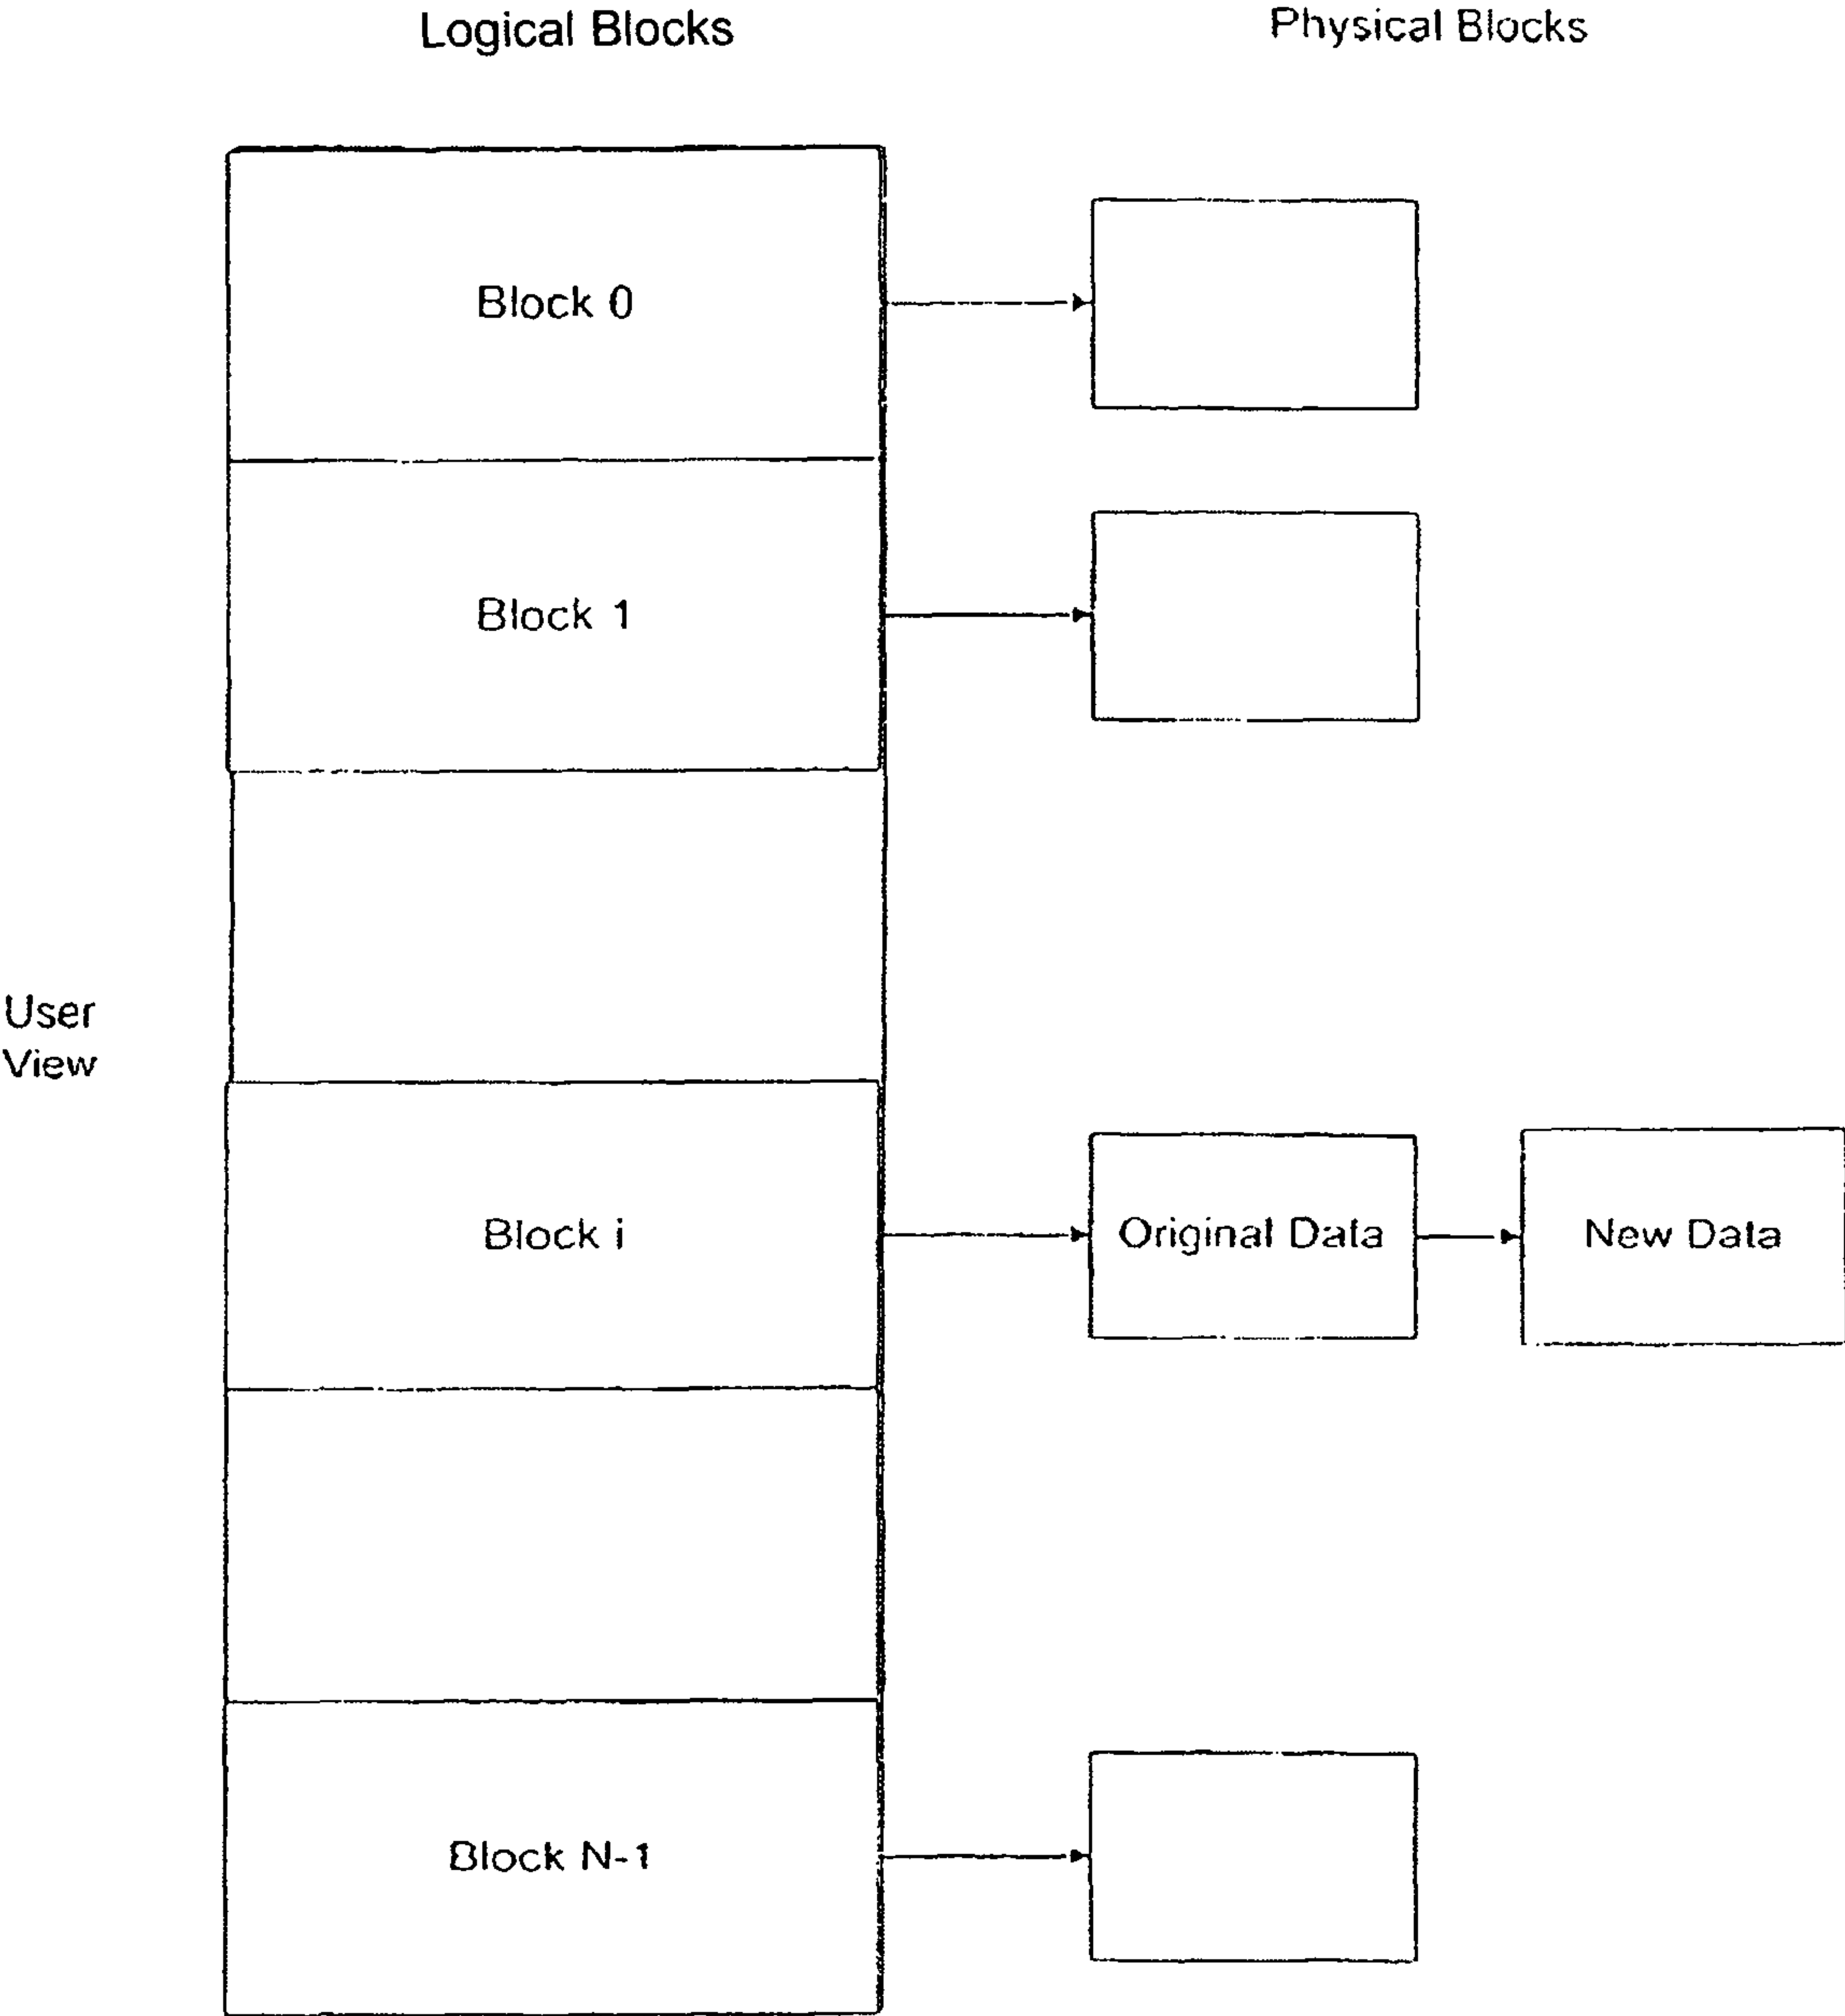 Logical Blocks
Physical Blocks
Block 0
Block 1
User
View
Block i
Original Data
New Data
Block N-1